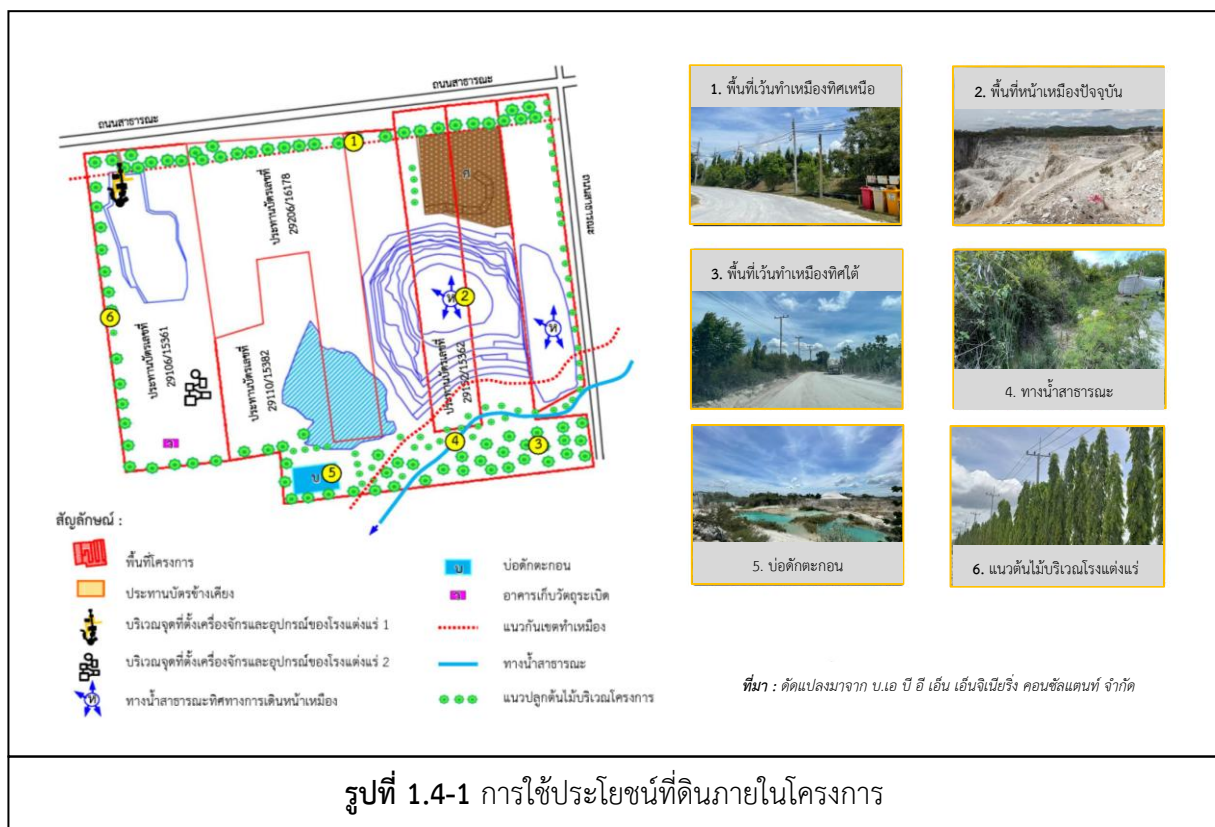 ถนนสาธารณะ
ถนนสาธารณะ
ถนนสาธารณะ
ประทานบัตรเลขที่
29206/16178
ประทานบัตรเลขที่
29106/15361
ประทานบัตรเลขที่
29110/15382
ประทานบัตรเลขที่
29152/15362
ห
ห
บ
1
2
3
4
5
6
สัญลักษณ์ :
พื้นที่โครงการ
ประทานบัตรข้างเคียง
บริเวณจุดที่ตั้งเครื่องจักรและอุปกรณ์ของโรงแต่งแร่ 1
บริเวณจุดที่ตั้งเครื่องจักรและอุปกรณ์ของโรงแต่งแร่ 2
ห
ทางน้ำสาธารณะทิศทางการเดินหน้าเหมือง
บ
บ่อดักตะกอน
อาคารเก็บวัตถุระเบิด
แนวกันเขตทำเหมือง
ทางน้ำสาธารณะ
แนวปลูกต้นไม้บริเวณโครงการ
1. พื้นที่เว้นทำเหมืองทิศเหนือ
2. พื้นที่หน้าเหมืองปัจจุบัน
3. พื้นที่เว้นทำเหมืองทิศใต้
4. ทางน้ำสาธารณะ
5. บ่อดักตะกอน
6. แนวต้นไม้บริเวณโรงแต่งแร่
ที่มา : ดัดแปลงมาจาก บ.เอ บี อี เอ็น เอ็นจิเนียริ่ง คอนซัลแตนท์ จำกัด
รูปที่ 1.4-1 การใช้ประโยชน์ที่ดินภายในโครงการ